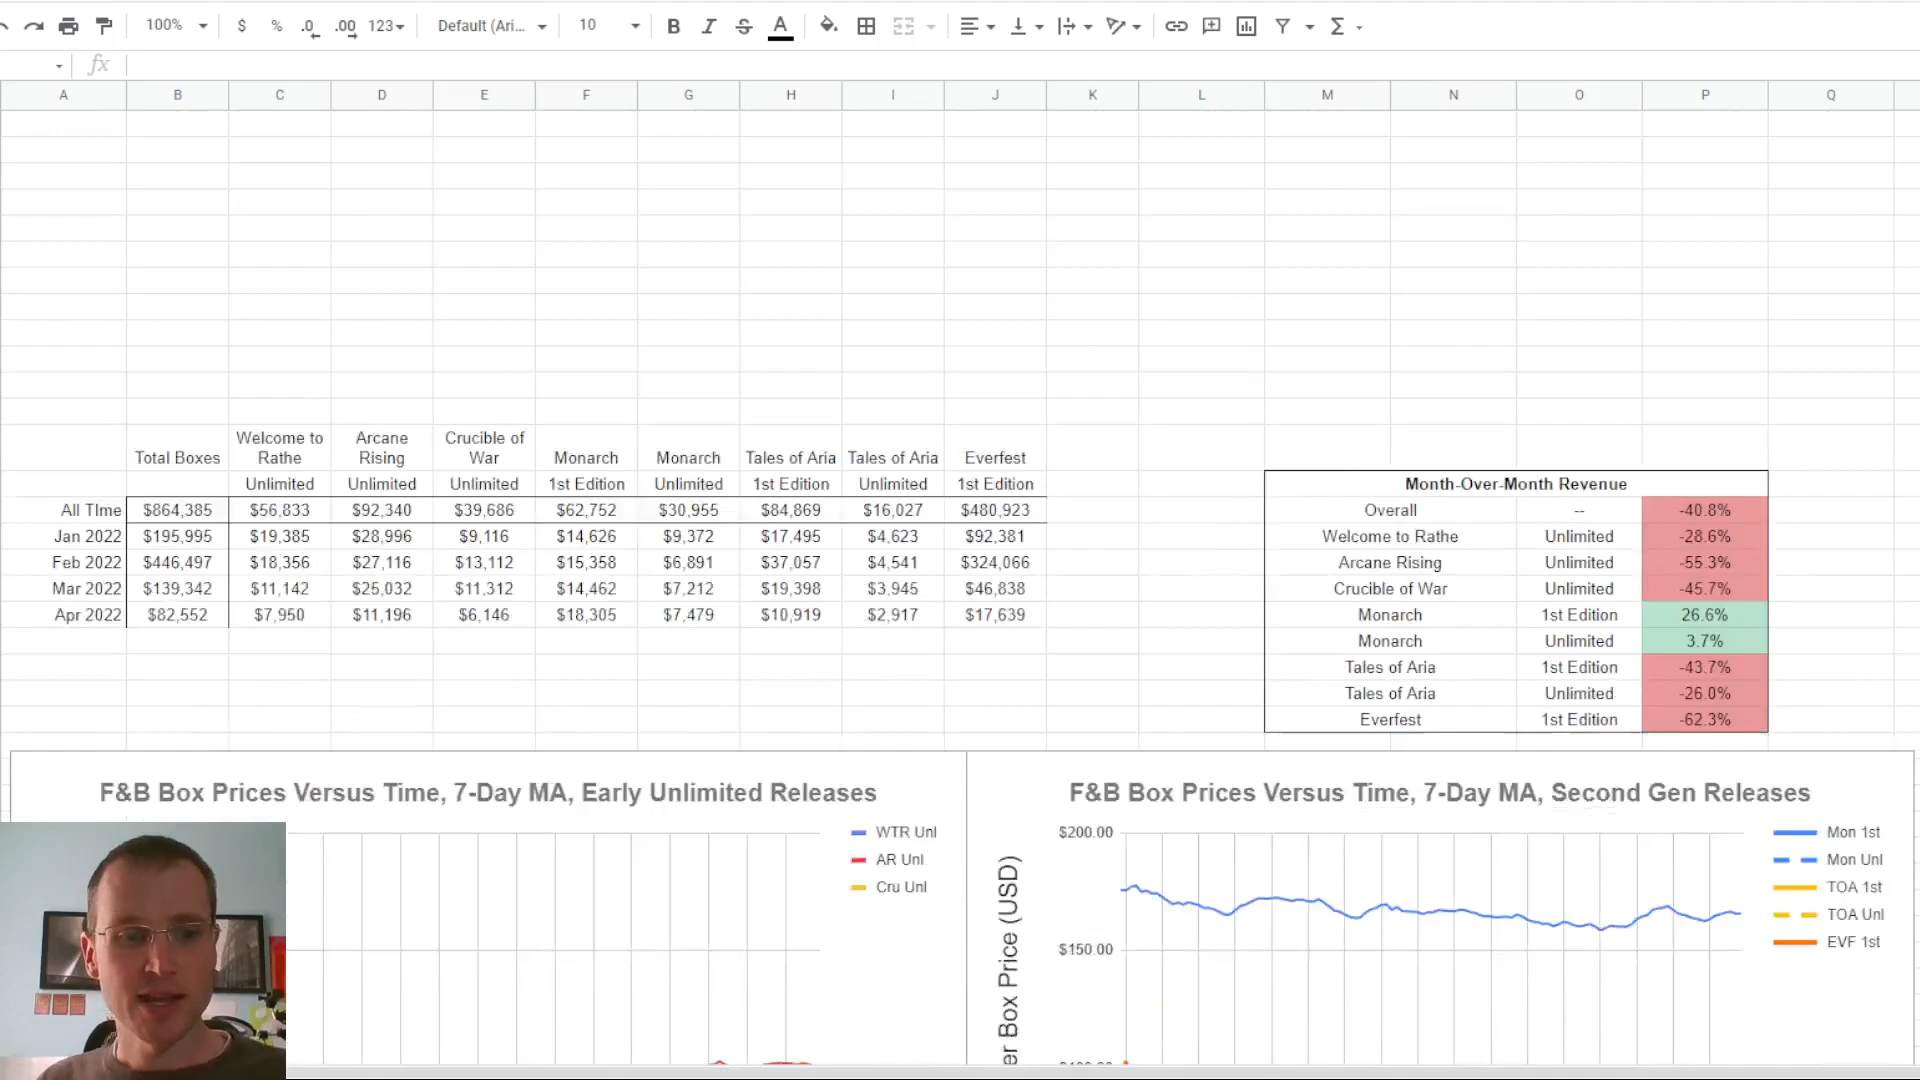 100% $ % .0 .00 123 Default (Ari... 10 B I S A Σ
fx
A B C D E F G H I J K L M N O P Q
Welcome to Arcane Crucible of
Total Boxes Rathe Rising War Monarch Monarch Tales of Aria Tales of Aria Everfest
Unlimited Unlimited Unlimited 1st Edition Unlimited 1st Edition Unlimited 1st Edition
All TIme $864,385 $56,833 $92,340 $39,686 $62,752 $30,955 $84,869 $16,027 $480,923
Jan 2022 $195,995 $19,385 $28,996 $9,116 $14,626 $9,372 $17,495 $4,623 $92,381
Feb 2022 $446,497 $18,356 $27,116 $13,112 $15,358 $6,891 $37,057 $4,541 $324,066
Mar 2022 $139,342 $11,142 $25,032 $11,312 $14,462 $7,212 $19,398 $3,945 $46,838
Apr 2022 $82,552 $7,950 $11,196 $6,146 $18,305 $7,479 $10,919 $2,917 $17,639
Month-Over-Month Revenue
Overall -- -40.8%
Welcome to Rathe Unlimited -28.6%
Arcane Rising Unlimited -55.3%
Crucible of War Unlimited -45.7%
Monarch 1st Edition 26.6%
Monarch Unlimited 3.7%
Tales of Aria 1st Edition -43.7%
Tales of Aria Unlimited -26.0%
Everfest 1st Edition -62.3%
F&B Box Prices Versus Time, 7-Day MA, Early Unlimited Releases
WTR Unl
AR Unl
Cru Unl
F&B Box Prices Versus Time, 7-Day MA, Second Gen Releases
$200.00
$150.00
er Box Price (USD)
Mon 1st
Mon Unl
TOA 1st
TOA Unl
EVF 1st